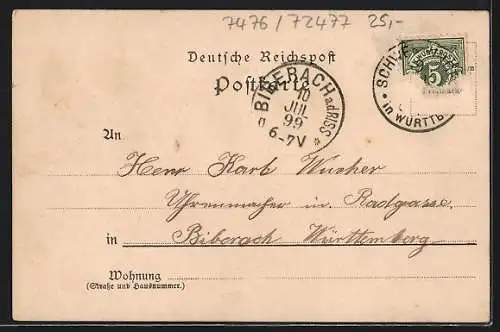 7476/72477 25,-
Deutsche Reichspost
Postkarte
BIBERACH a.d. RISS
10
JUL
99
6-7V
SCHU
in WÜRTTB
5
An
Herrn Karl Wucher
Uhrenmacher in Radgasse,
in Biberach Württemberg
Wohnung
(Straße und Hausnummer.)